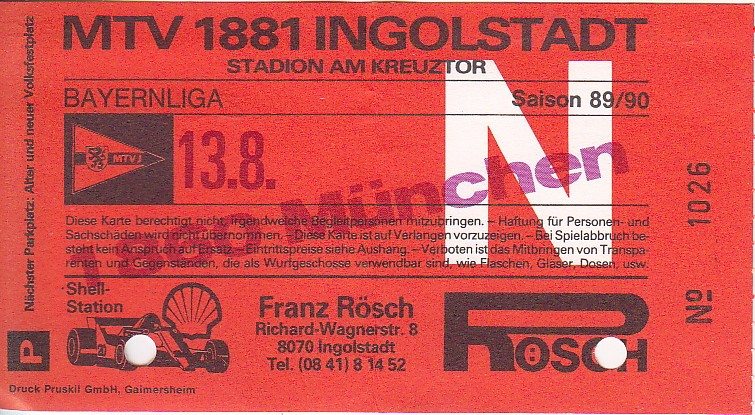 MTV 1881 INGOLSTADT
STADION AM KREUZTOR
BAYERNLIGA
Saison 89/90
N
MTV I
13.8.
1860 München
Diese Karte berechtigt nicht, irgendwelche Begleitpersonen mitzubringen. – Haftung für Personen- und
Sachschäden wird nicht übernommen. – Diese Karte ist auf Verlangen vorzuzeigen. – Bei Spielabbruch be-
steht kein Anspruch auf Ersatz. – Eintrittspreise siehe Aushang. – Verboten ist das Mitbringen von Transpa-
renten und Gegenständen, die als Wurfgeschosse verwendbar sind, wie Flaschen, Gläser, Dosen, usw.
Nächster Parkplatz: Alter und neuer Volksfestplatz
P
Shell-
Station
20
Franz Rösch
Richard-Wagnerstr. 8
8070 Ingolstadt
Tel. (08 41) 8 14 52
RÖSCH
Nº 1026
Druck Pruskil GmbH, Gaimersheim